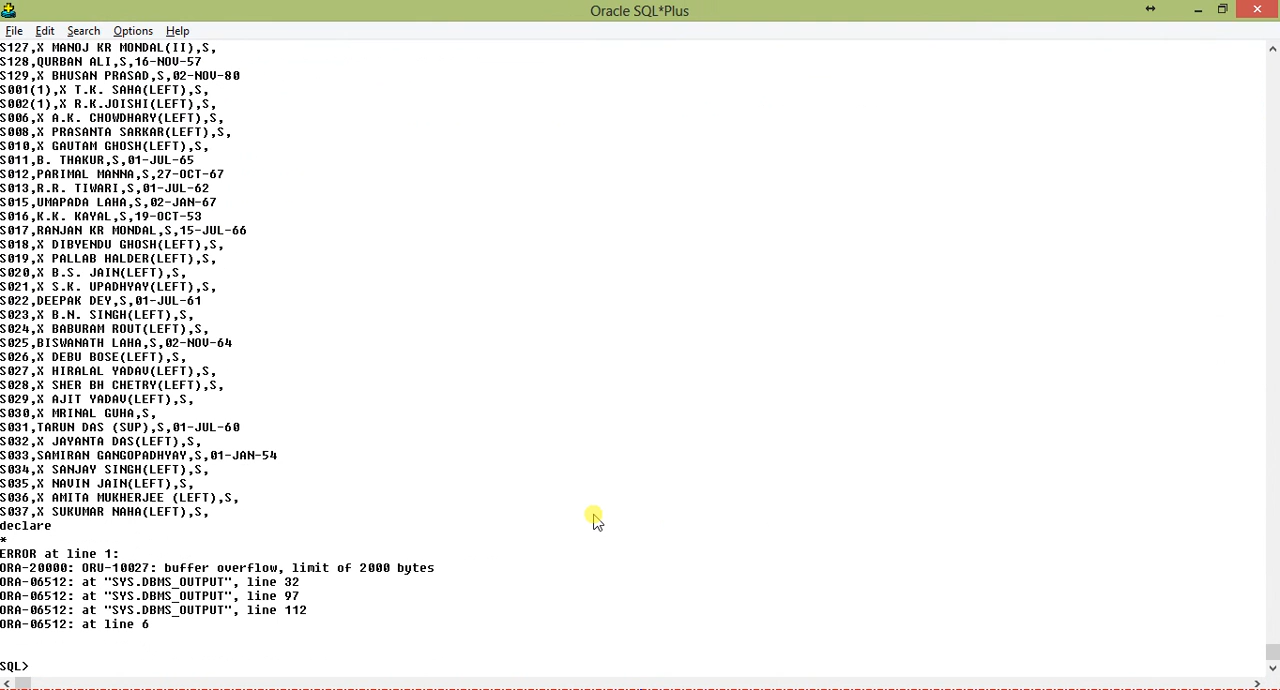 Oracle SQL*Plus
File Edit Search Options Help
S127,X MANOJ KR MONDAL(II),S,
S128,QURBAN ALI,S,16-NOV-57
S129,X BHUSAN PRASAD,S,02-NOV-80
S001(1),X T.K. SAHA(LEFT),S,
S002(1),X R.K.JOISHI(LEFT),S,
S006,X A.K. CHOWDHARY(LEFT),S,
S008,X PRASANTA SARKAR(LEFT),S,
S010,X GAUTAM GHOSH(LEFT),S,
S011,B. THAKUR,S,01-JUL-65
S012,PARIMAL MANNA,S,27-OCT-67
S013,R.R. TIWARI,S,01-JUL-62
S015,UMAPADA LAHA,S,02-JAN-67
S016,K.K. KAYAL,S,19-OCT-53
S017,RANJAN KR MONDAL,S,15-JUL-66
S018,X DIBYENDU GHOSH(LEFT),S,
S019,X PALLAB HALDER(LEFT),S,
S020,X B.S. JAIN(LEFT),S,
S021,X S.K. UPADHYAY(LEFT),S,
S022,DEEPAK DEY,S,01-JUL-61
S023,X B.N. SINGH(LEFT),S,
S024,X BABURAM ROUT(LEFT),S,
S025,BISWANATH LAHA,S,02-NOV-64
S026,X DEBU BOSE(LEFT),S,
S027,X HIRALAL YADAV(LEFT),S,
S028,X SHER BH CHETRY(LEFT),S,
S029,X AJIT YADAV(LEFT),S,
S030,X MRINAL GUHA,S,
S031,TARUN DAS (SUP),S,01-JUL-60
S032,X JAYANTA DAS(LEFT),S,
S033,SAMIRAN GANGOPADHYAY,S,01-JAN-54
S034,X SANJAY SINGH(LEFT),S,
S035,X NAVIN JAIN(LEFT),S,
S036,X AMITA MUKHERJEE (LEFT),S,
S037,X SUKUMAR NAHA(LEFT),S,
declare
*
ERROR at line 1:
ORA-20000: ORU-10027: buffer overflow, limit of 2000 bytes
ORA-06512: at "SYS.DBMS_OUTPUT", line 32
ORA-06512: at "SYS.DBMS_OUTPUT", line 97
ORA-06512: at "SYS.DBMS_OUTPUT", line 112
ORA-06512: at line 6
SQL>